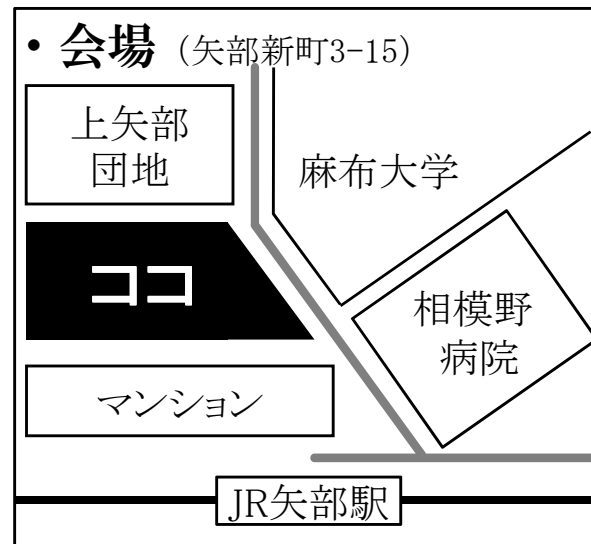 ・会場（矢部新町3-15）
上矢部
団地
麻布大学
ココ
相模野
病院
マンション
JR矢部駅